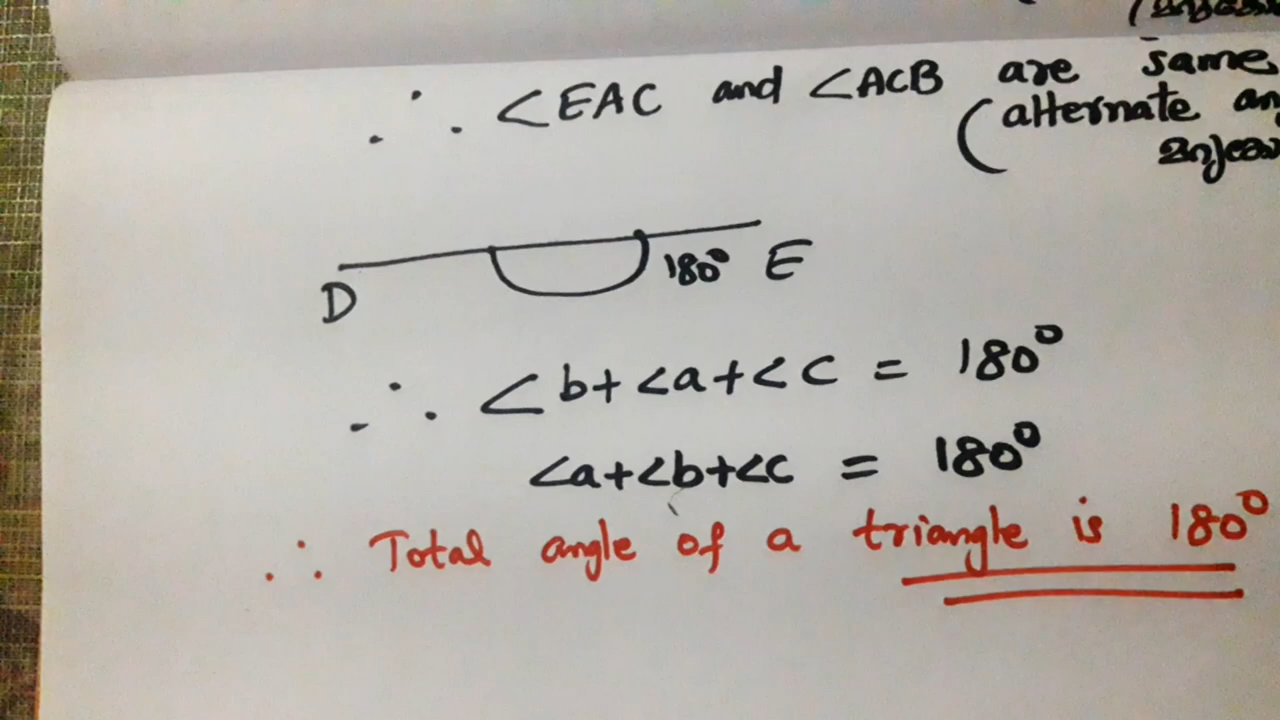 ∴ <EAC and <ACB are same
(alternate
D 180° E
∴ <b+<a+<c = 180°
<a+<b+<c = 180°
∴ Total angle of a triangle is 180°